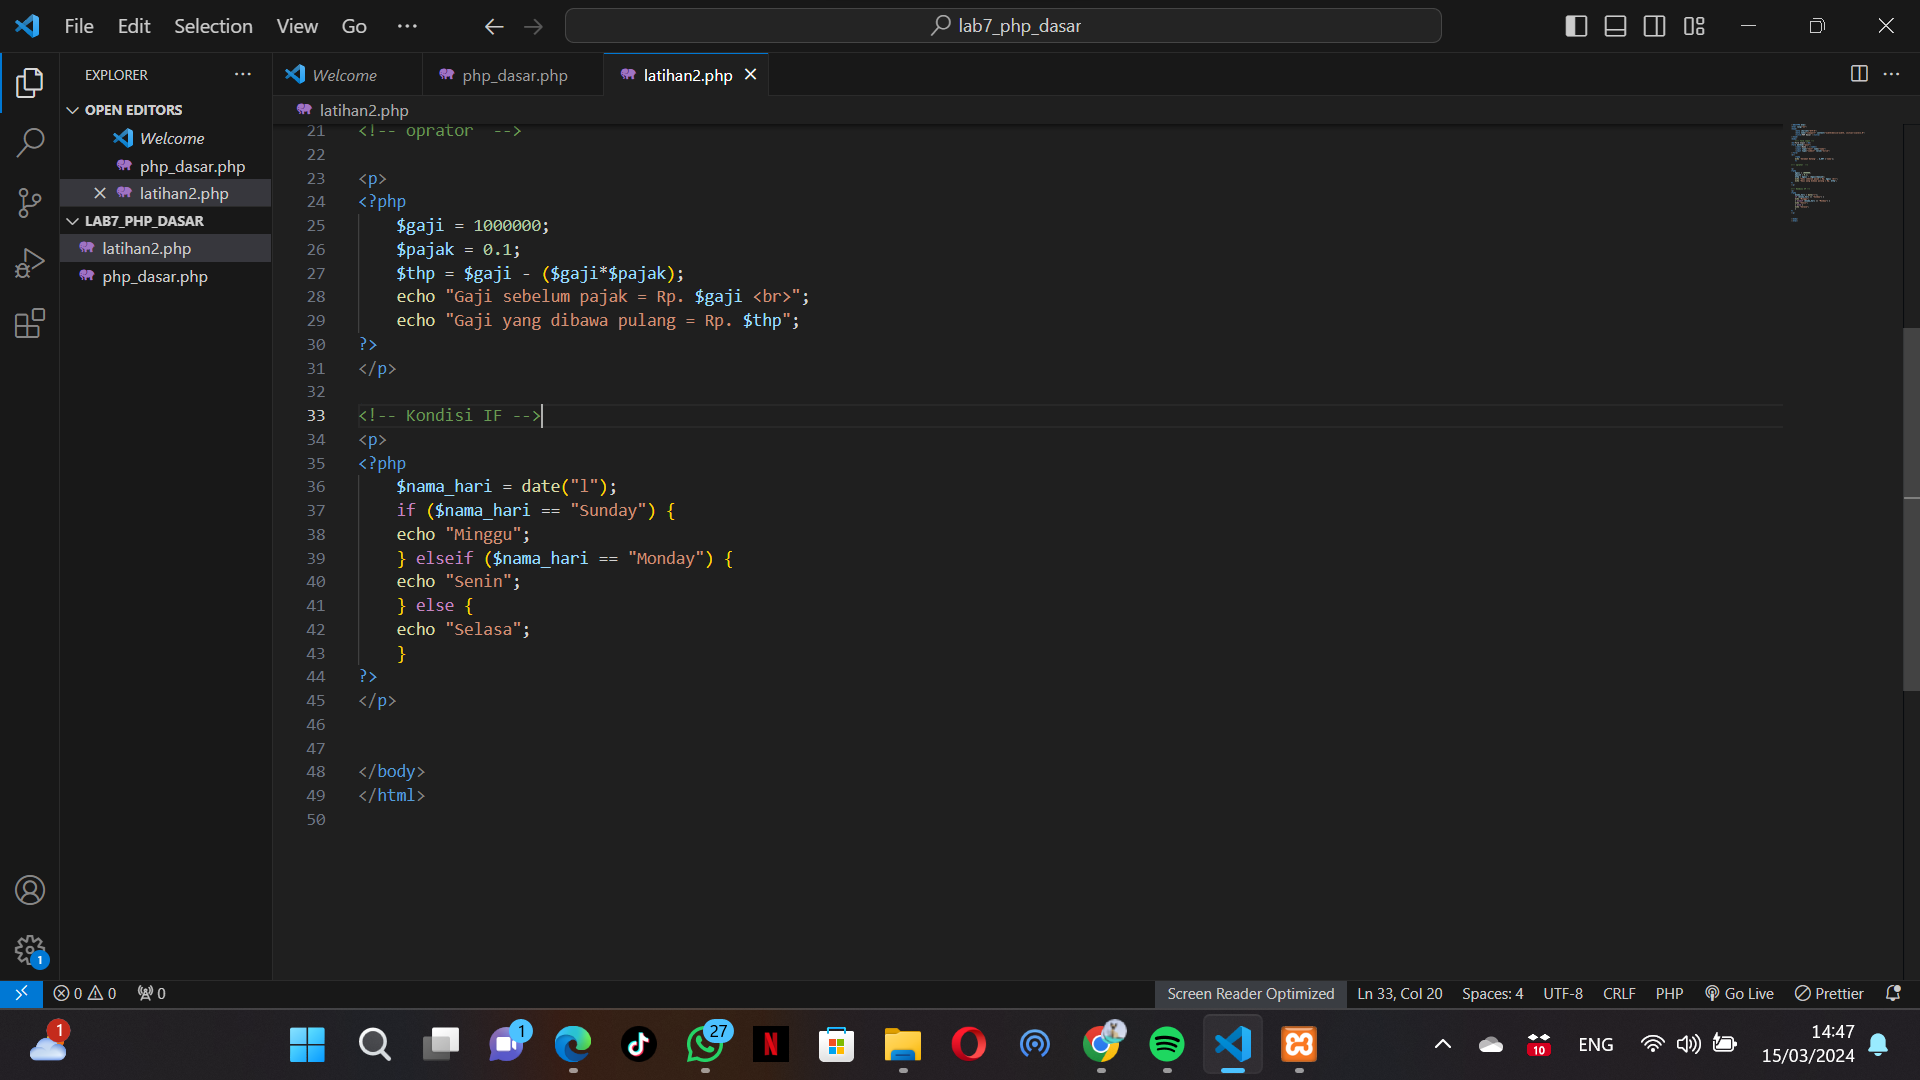 File Edit Selection View Go ··· lab7_php_dasar
EXPLORER ···
OPEN EDITORS
Welcome
php_dasar.php
latihan2.php
LAB7_PHP_DASAR
latihan2.php
php_dasar.php
Welcome php_dasar.php latihan2.php
latihan2.php
21 <!-- oprator  -->
22
23 <p>
24 <?php
25     $gaji = 1000000;
26     $pajak = 0.1;
27     $thp = $gaji - ($gaji*$pajak);
28     echo "Gaji sebelum pajak = Rp. $gaji <br>";
29     echo "Gaji yang dibawa pulang = Rp. $thp";
30 ?>
31 </p>
32
33 <!-- Kondisi IF -->
34 <p>
35 <?php
36     $nama_hari = date("l");
37     if ($nama_hari == "Sunday") {
38     echo "Minggu";
39     } elseif ($nama_hari == "Monday") {
40     echo "Senin";
41     } else {
42     echo "Selasa";
43     }
44 ?>
45 </p>
46
47
48 </body>
49 </html>
50
1
0 0 0 Screen Reader Optimized Ln 33, Col 20 Spaces: 4 UTF-8 CRLF PHP Go Live Prettier
1 1 27 N 10 ENG 14:47
15/03/2024